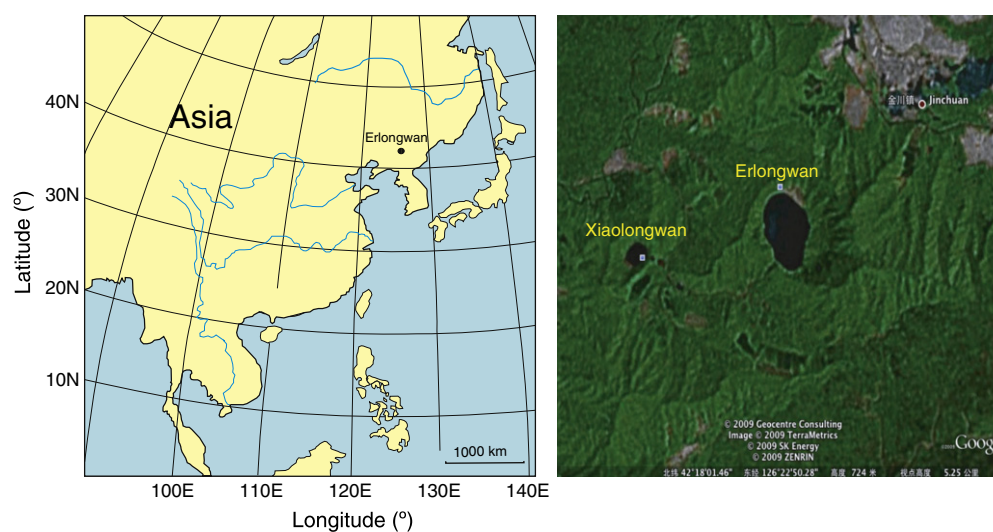 Asia
Erlongwan
40N
30N
20N
10N
Latitude (º)
1000 km
100E 110E 120E 130E 140E
Longitude (º)
金川镇 Jinchuan
Erlongwan
Xiaolongwan
© 2009 Geocentre Consulting
Image © 2009 TerraMetrics
© 2009 SK Energy
© 2009 ZENRIN
Goog
北纬 42°18'01.46" 东经 126°22'50.28" 高度 724 米 视点高度 5.25 公里